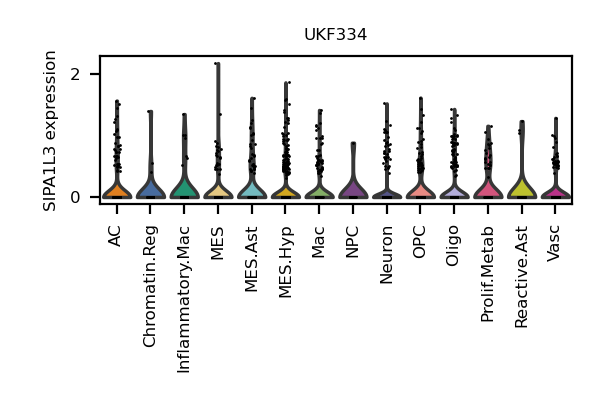 UKF334
SIPA1L3 expression
2
0
AC
Chromatin.Reg
Inflammatory.Mac
MES
MES.Ast
MES.Hyp
Mac
NPC
Neuron
OPC
Oligo
Prolif.Metab
Reactive.Ast
Vasc